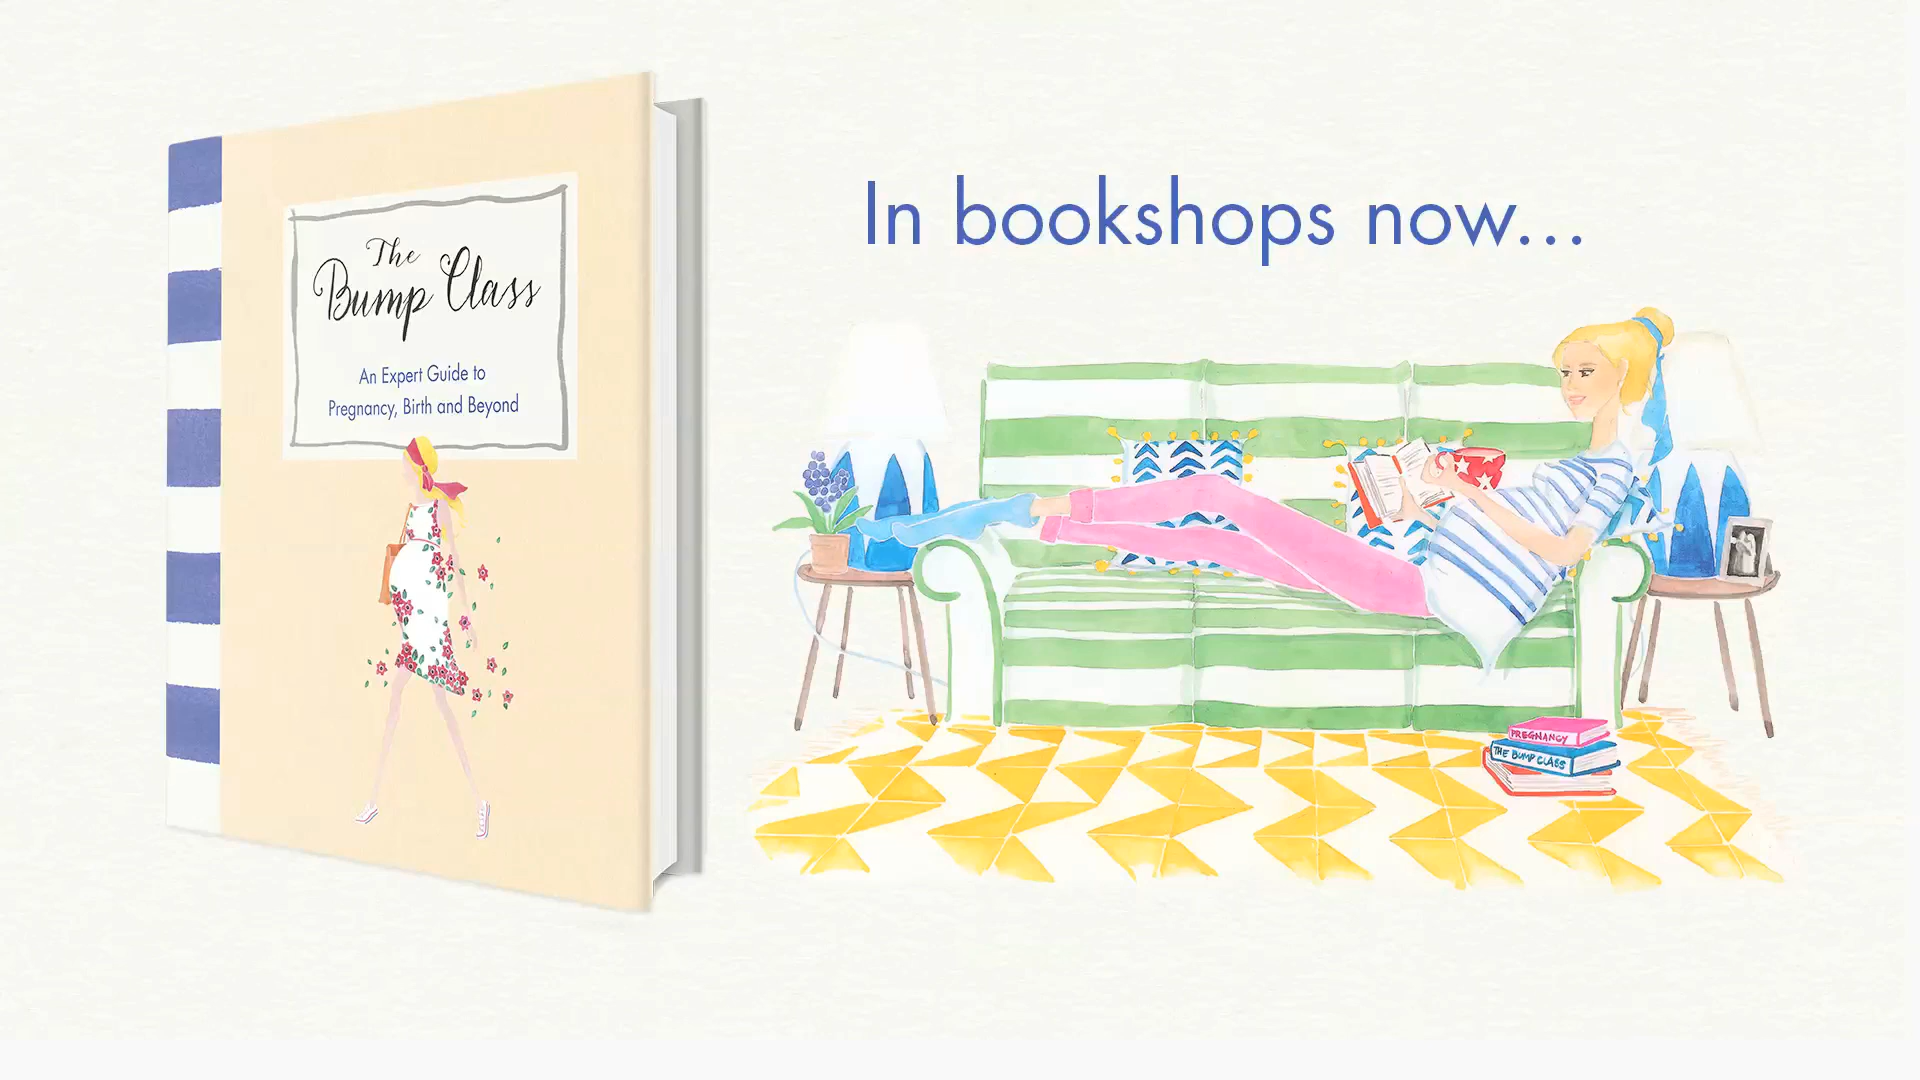 The
Bump Class
An Expert Guide to
Pregnancy, Birth and Beyond
In bookshops now...
PREGNANCY
THE BUMP CLASS